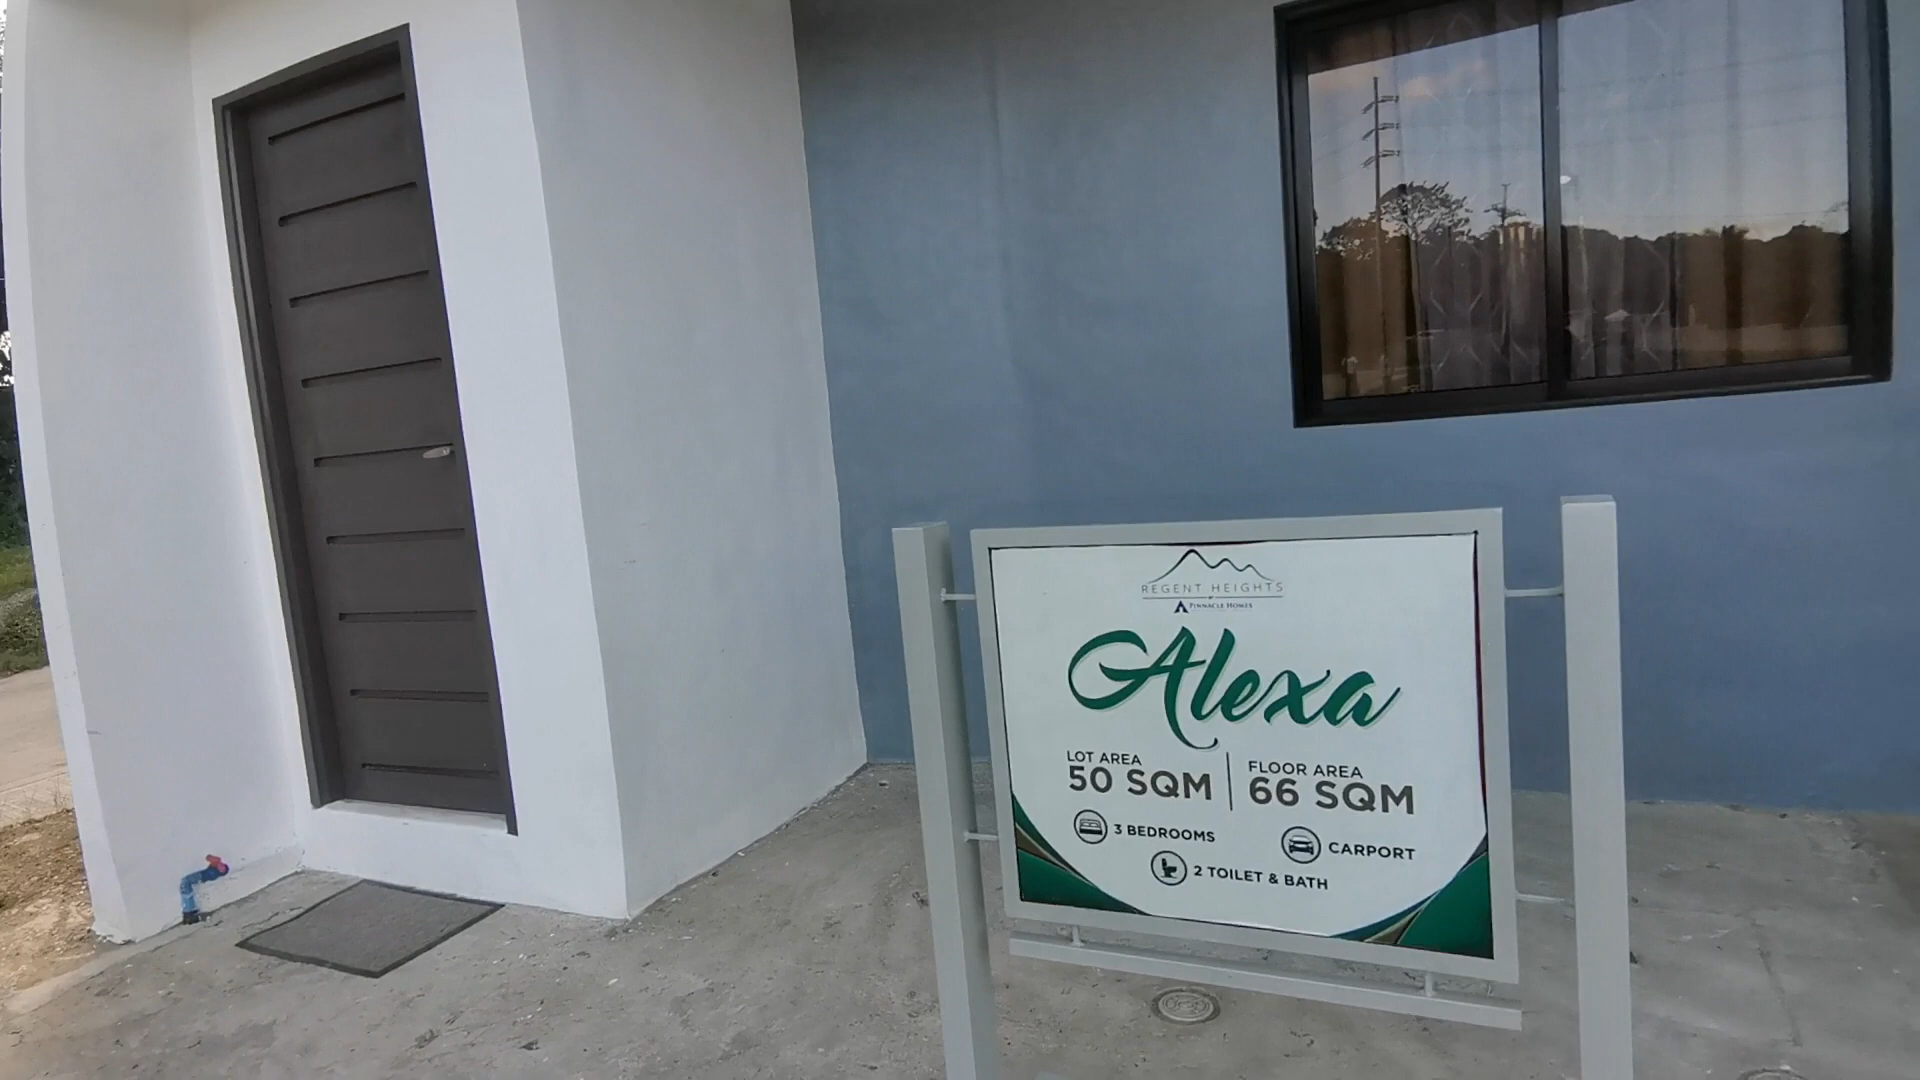 REGENT HEIGHTS
PINNACLE HOMES
Alexa
LOT AREA
50 SQM
FLOOR AREA
66 SQM
3 BEDROOMS
CARPORT
2 TOILET & BATH